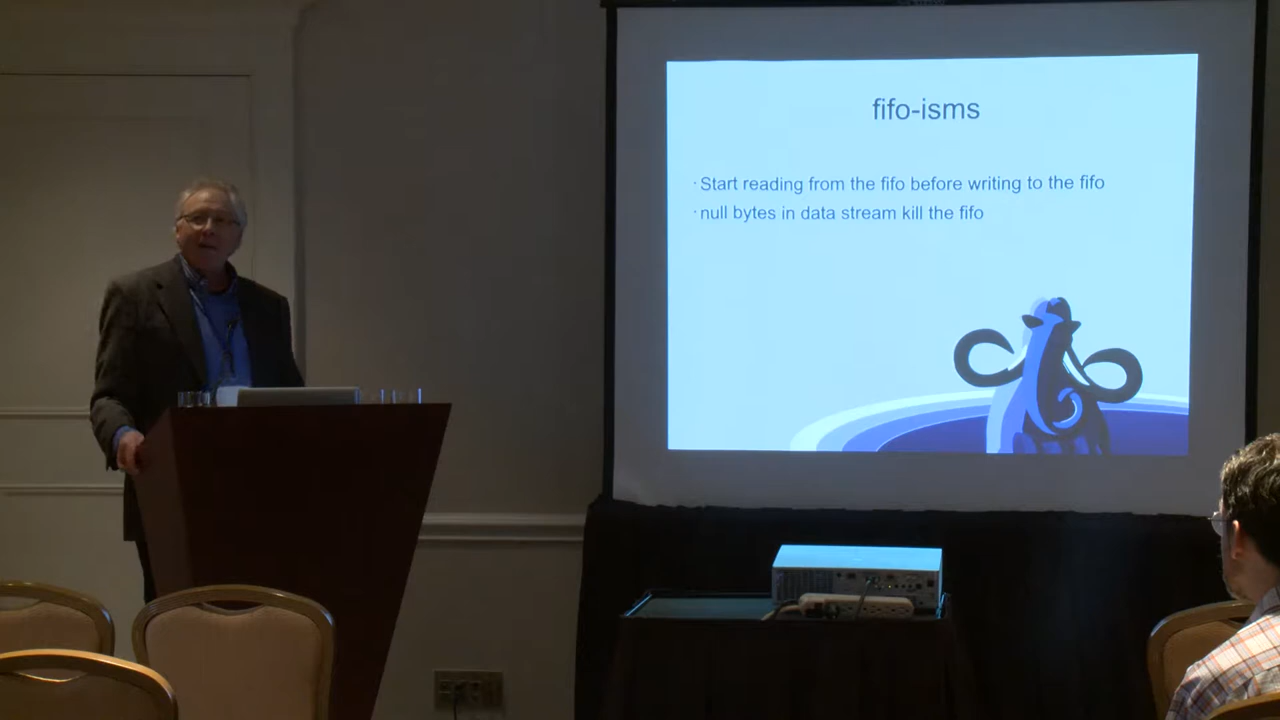 fifo-isms
· Start reading from the fifo before writing to the fifo
· null bytes in data stream kill the fifo